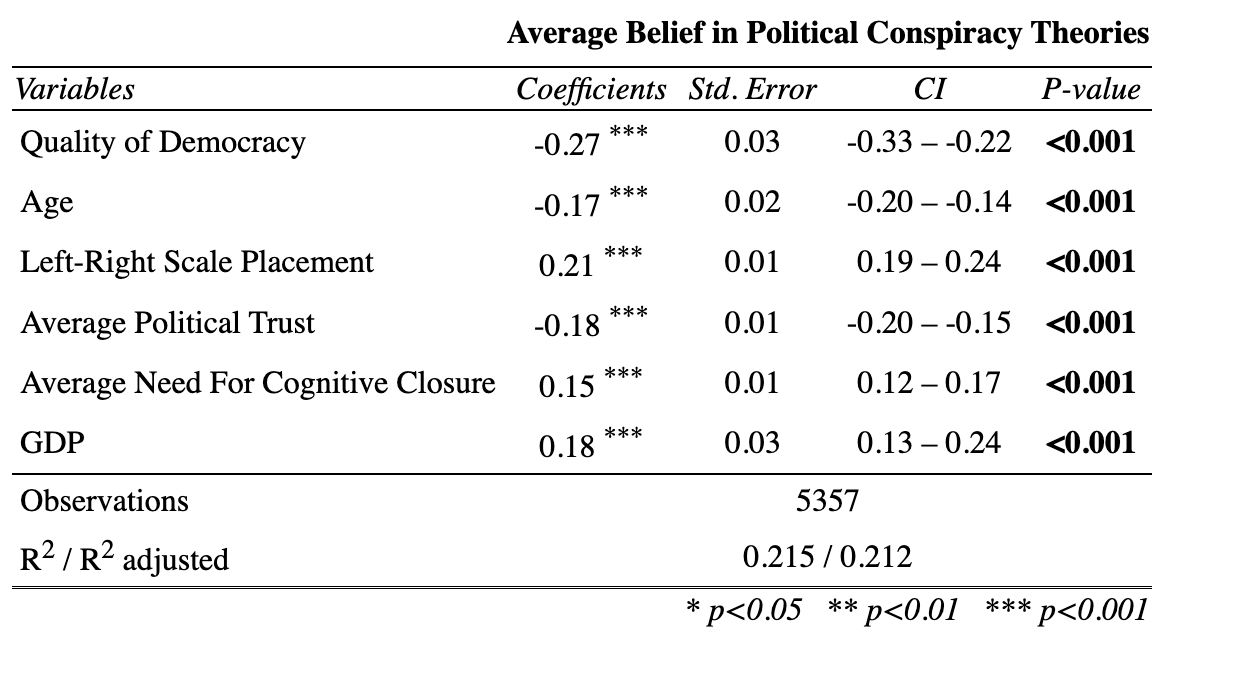 Average Belief in Political Conspiracy Theories
Variables Coefficients Std. Error CI P-value
Quality of Democracy -0.27 *** 0.03 -0.33 – -0.22 <0.001
Age -0.17 *** 0.02 -0.20 – -0.14 <0.001
Left-Right Scale Placement 0.21 *** 0.01 0.19 – 0.24 <0.001
Average Political Trust -0.18 *** 0.01 -0.20 – -0.15 <0.001
Average Need For Cognitive Closure 0.15 *** 0.01 0.12 – 0.17 <0.001
GDP 0.18 *** 0.03 0.13 – 0.24 <0.001
Observations 5357
R² / R² adjusted 0.215 / 0.212
* p<0.05 ** p<0.01 *** p<0.001